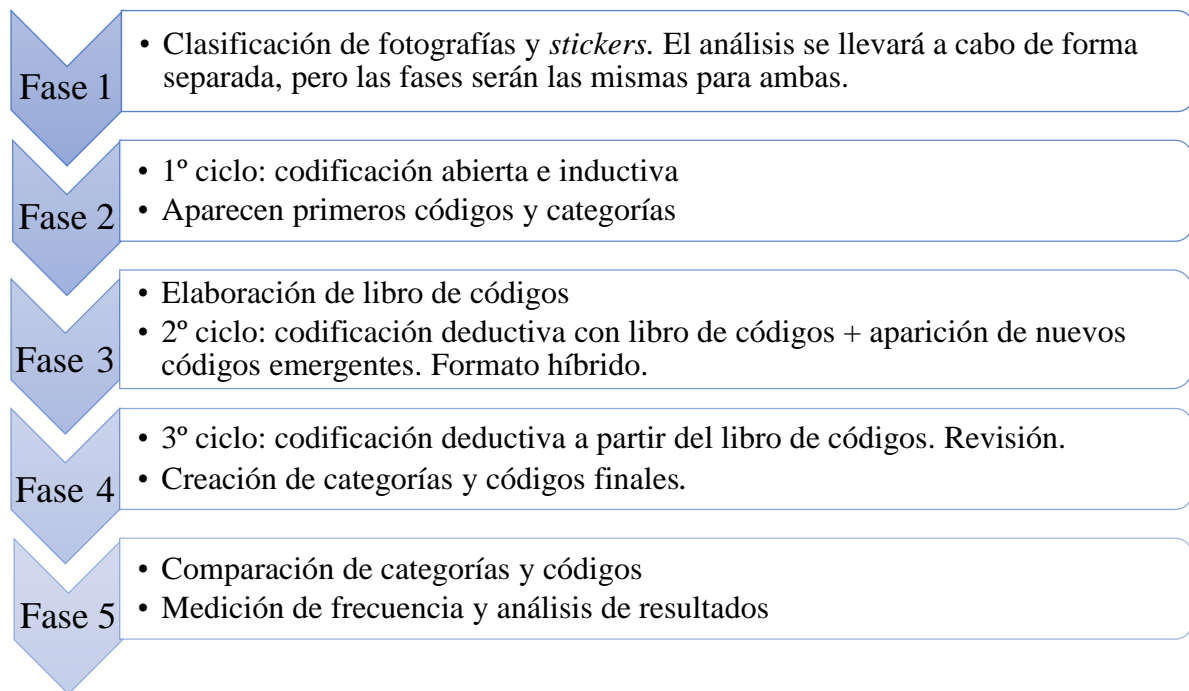 Fase 1
• Clasificación de fotografías y stickers. El análisis se llevará a cabo de forma
separada, pero las fases serán las mismas para ambas.
Fase 2
• 1º ciclo: codificación abierta e inductiva
• Aparecen primeros códigos y categorías
Fase 3
• Elaboración de libro de códigos
• 2º ciclo: codificación deductiva con libro de códigos + aparición de nuevos
códigos emergentes. Formato híbrido.
Fase 4
• 3º ciclo: codificación deductiva a partir del libro de códigos. Revisión.
• Creación de categorías y códigos finales.
Fase 5
• Comparación de categorías y códigos
• Medición de frecuencia y análisis de resultados